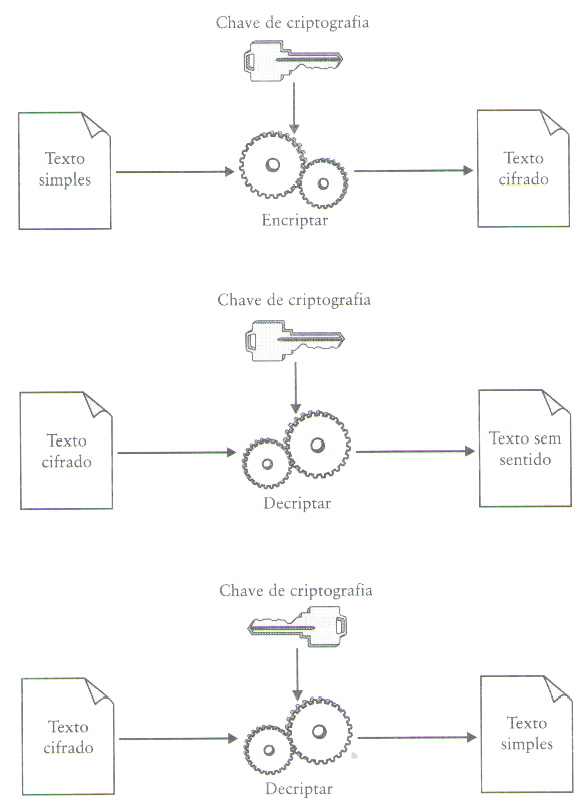 Chave de criptografia
Texto
simples
Encriptar
Texto
cifrado
Chave de criptografia
Texto
cifrado
Decriptar
Texto sem
sentido
Chave de criptografia
Texto
cifrado
Decriptar
Texto
simples